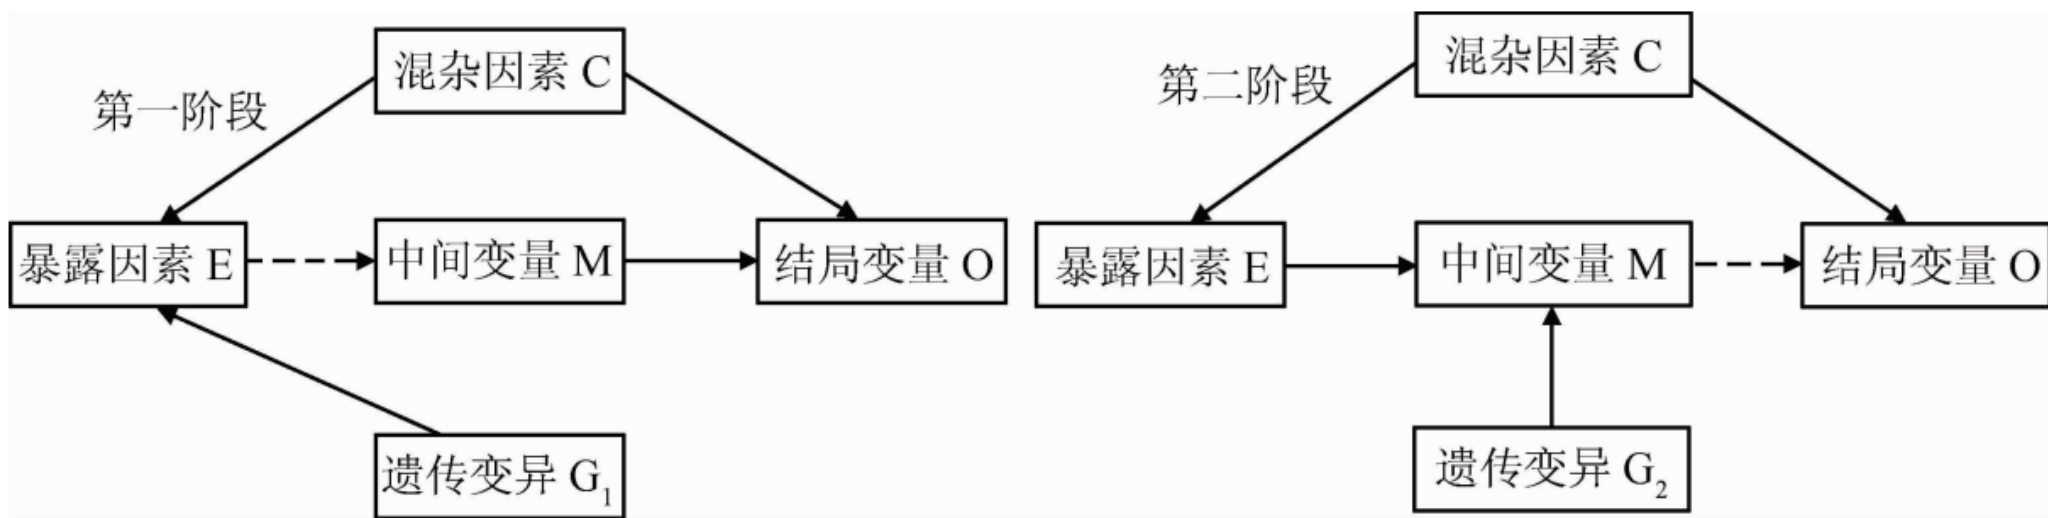 混杂因素 C
第一阶段
暴露因素 E
中间变量 M
结局变量 O
遗传变异 G₁
混杂因素 C
第二阶段
暴露因素 E
中间变量 M
结局变量 O
遗传变异 G₂